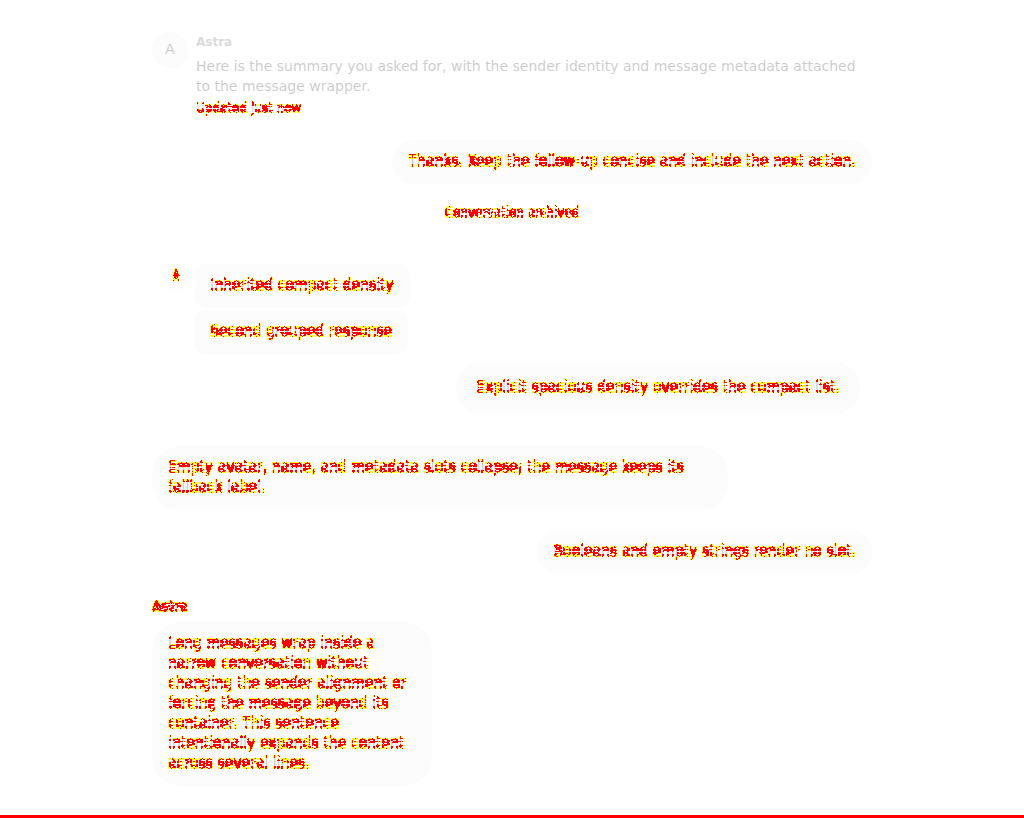 A
Astra
Here is the summary you asked for, with the sender identity and message metadata attached
to the message wrapper.
Updated just now
Thanks. Keep the follow-up concise and include the next action.
Conversation archived
A
Inherited compact density
Second grouped response
Explicit spacious density overrides the compact list.
Empty avatar, name, and metadata slots collapse; the message keeps its
fallback label.
Booleans and empty strings render no slot.
Astra
Long messages wrap inside a
narrow conversation without
changing the sender alignment or
forcing the message beyond its
container. This sentence
intentionally expands the content
across several lines.